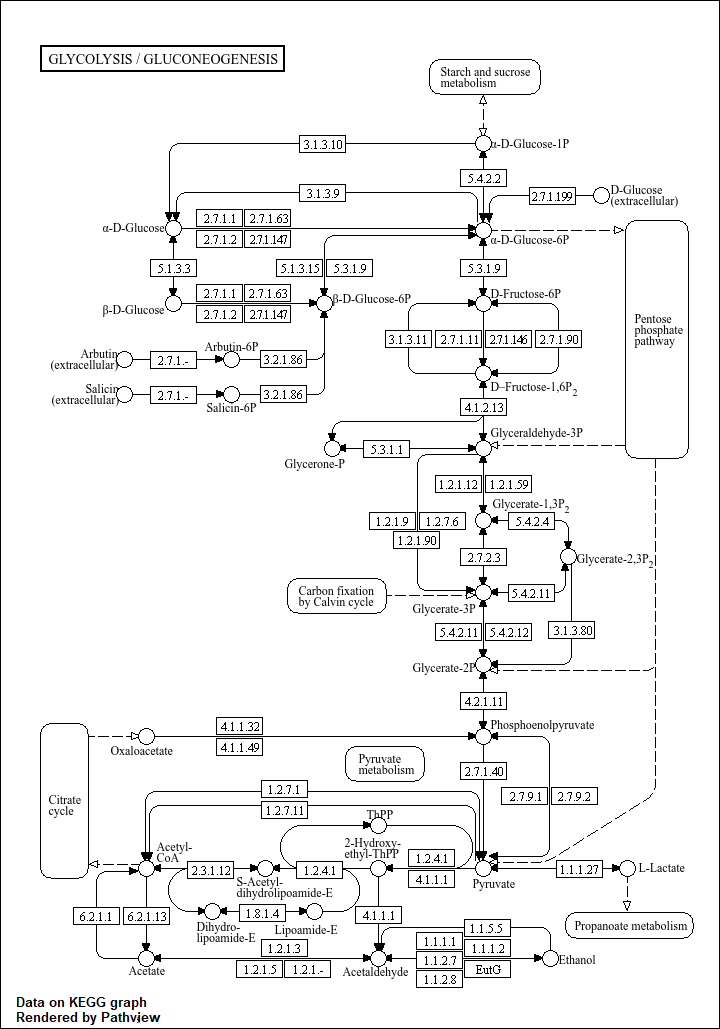 GLYCOLYSIS / GLUCONEOGENESIS
Starch and sucrose
metabolism
3.1.3.10
α-D-Glucose-1P
5.4.2.2
3.1.3.9
2.7.1.199
D-Glucose
(extracellular)
α-D-Glucose
2.7.1.1
2.7.1.63
2.7.1.2
2.7.1.147
α-D-Glucose-6P
5.1.3.3
5.1.3.15
5.3.1.9
5.3.1.9
β-D-Glucose
2.7.1.1
2.7.1.63
2.7.1.2
2.7.1.147
β-D-Glucose-6P
D-Fructose-6P
Pentose
phosphate
pathway
3.1.3.11
2.7.1.11
2.7.1.146
2.7.1.90
Arbutin
(extracellular)
2.7.1.-
Arbutin-6P
3.2.1.86
Salicin
(extracellular)
2.7.1.-
Salicin-6P
3.2.1.86
D-Fructose-1,6P2
4.1.2.13
Glyceraldehyde-3P
Glycerone-P
5.3.1.1
1.2.1.12
1.2.1.59
Glycerate-1,3P2
1.2.1.9
1.2.7.6
5.4.2.4
1.2.1.90
2.7.2.3
Glycerate-2,3P2
Carbon fixation
by Calvin cycle
5.4.2.11
Glycerate-3P
5.4.2.11
5.4.2.12
3.1.3.80
Glycerate-2P
4.2.1.11
Oxaloacetate
4.1.1.32
4.1.1.49
Phosphoenolpyruvate
Pyruvate
metabolism
2.7.1.40
Citrate
cycle
1.2.7.1
1.2.7.11
2.7.9.1
2.7.9.2
ThPP
Acetyl-
CoA
2-Hydroxy-
ethyl-ThPP
2.3.1.12
1.2.4.1
1.2.4.1
4.1.1.1
S-Acetyl-
dihydrolipoamide-E
Pyruvate
1.1.1.27
L-Lactate
6.2.1.1
6.2.1.13
1.8.1.4
4.1.1.1
Dihydro-
lipoamide-E
Lipoamide-E
Propanoate metabolism
1.1.5.5
1.1.1.1
1.1.1.2
1.2.1.3
1.1.2.7
EutG
Ethanol
Acetate
1.2.1.5
1.2.1.-
Acetaldehyde
1.1.2.8
Data on KEGG graph
Rendered by Pathview